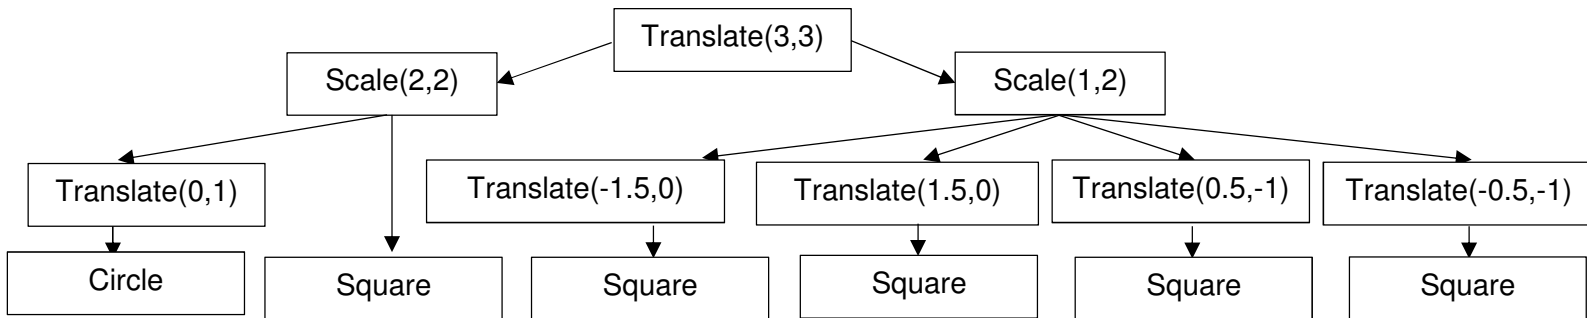 Translate(3,3)
Scale(2,2)
Scale(1,2)
Translate(0,1)
Translate(-1.5,0)
Translate(1.5,0)
Translate(0.5,-1)
Translate(-0.5,-1)
Circle
Square
Square
Square
Square
Square